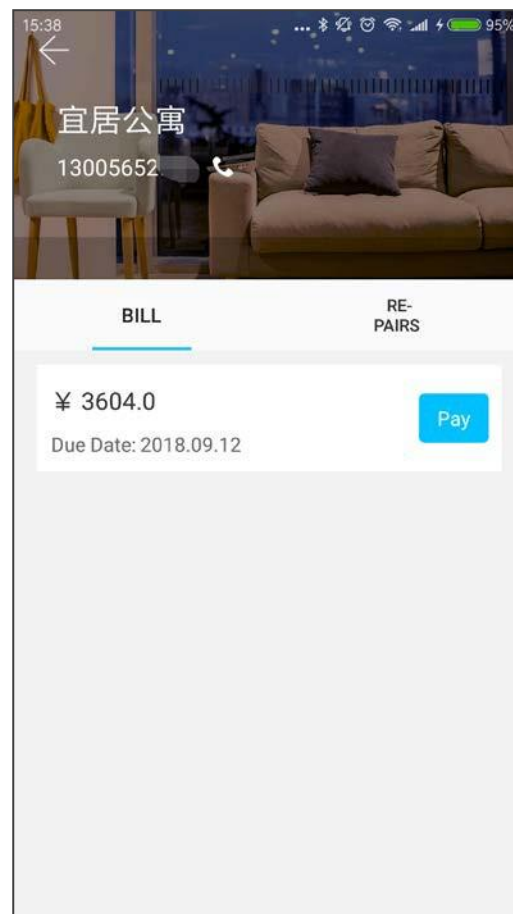 15:38
95%
宜居公寓
13005652
BILL
RE-
PAIRS
¥ 3604.0
Pay
Due Date: 2018.09.12